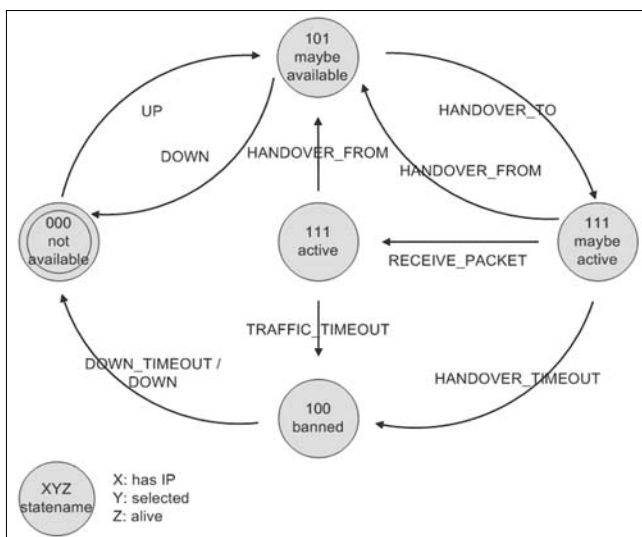 101
maybe
available
UP
HANDOVER_TO
DOWN
HANDOVER_FROM
HANDOVER_FROM
000
not
available
111
active
111
maybe
active
RECEIVE_PACKET
TRAFFIC_TIMEOUT
DOWN_TIMEOUT /
DOWN
HANDOVER_TIMEOUT
100
banned
XYZ
statename
X: has IP
Y: selected
Z: alive